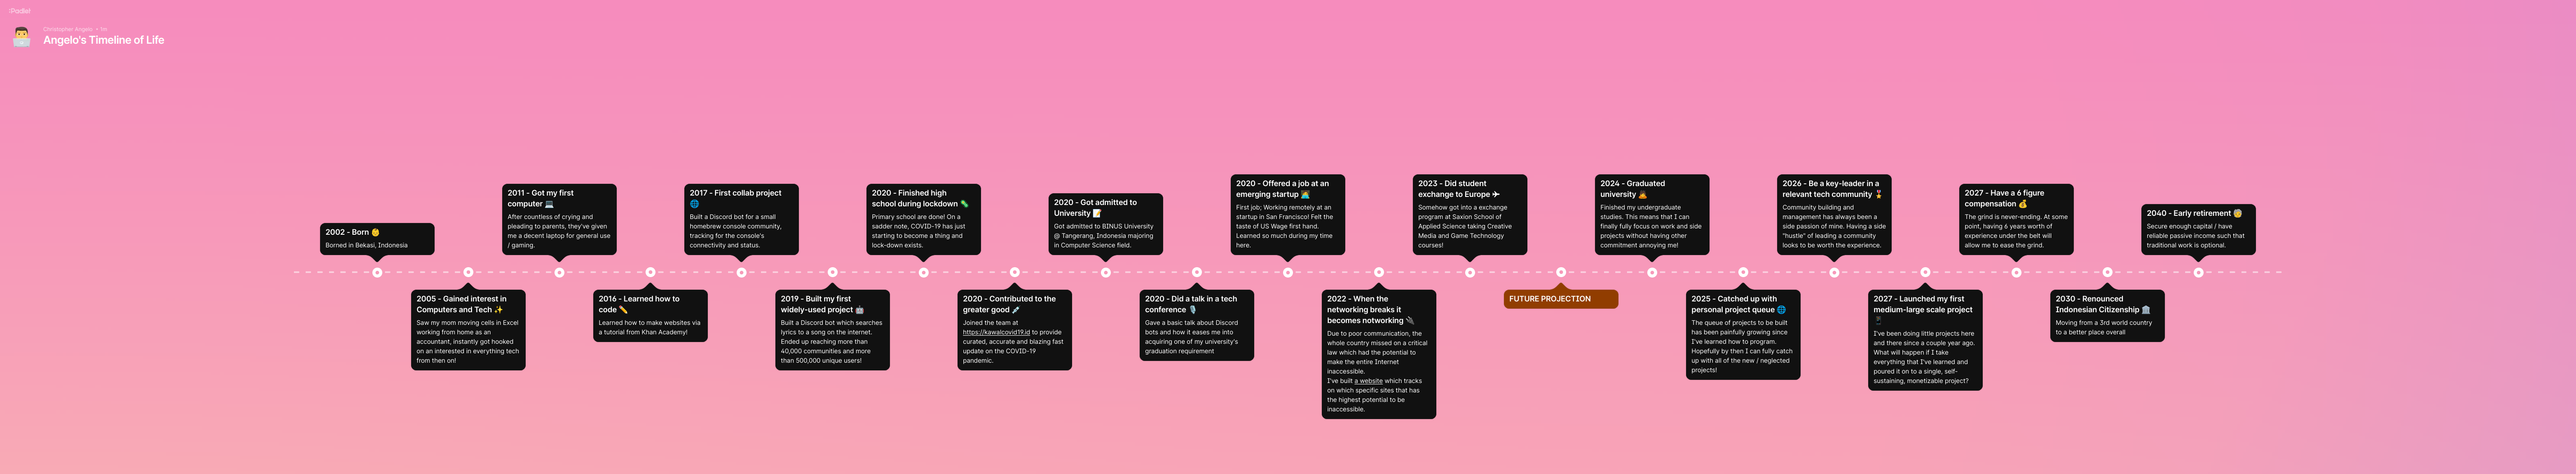 :Padlet
Christopher Angelo • 1m
Angelo's Timeline of Life
2002 - Born 👶
Borned in Bekasi, Indonesia
2005 - Gained interest in
Computers and Tech ✨
Saw my mom moving cells in Excel
working from home as an
accountant, instantly got hooked
on an interested in everything tech
from then on!
2011 - Got my first
computer 💻
After countless of crying and
pleading to parents, they've given
me a decent laptop for general use
/ gaming.
2016 - Learned how to
code ✏️
Learned how to make websites via
a tutorial from Khan Academy!
2017 - First collab project
🌐
Built a Discord bot for a small
homebrew console community,
tracking for the console's
connectivity and status.
2019 - Built my first
widely-used project 🤖
Built a Discord bot which searches
lyrics to a song on the internet.
Ended up reaching more than
40,000 communities and more
than 500,000 unique users!
2020 - Finished high
school during lockdown 🦠
Primary school are done! On a
sadder note, COVID-19 has just
starting to become a thing and
lock-down exists.
2020 - Contributed to the
greater good 💉
Joined the team at
https://kawalcovid19.id to provide
curated, accurate and blazing fast
update on the COVID-19
pandemic.
2020 - Got admitted to
University 📝
Got admitted to BINUS University
@ Tangerang, Indonesia majoring
in Computer Science field.
2020 - Did a talk in a tech
conference 🎙️
Gave a basic talk about Discord
bots and how it eases me into
acquiring one of my university's
graduation requirement
2020 - Offered a job at an
emerging startup 🧑‍💻
First job; Working remotely at an
startup in San Francisco! Felt the
taste of US Wage first hand.
Learned so much during my time
here.
2022 - When the
networking breaks it
becomes notworking 🔌
Due to poor communication, the
whole country missed on a critical
law which had the potential to
make the entire Internet
inaccessible.
I've built a website which tracks
on which specific sites that has
the highest potential to be
inaccessible.
2023 - Did student
exchange to Europe ✈
Somehow got into a exchange
program at Saxion School of
Applied Science taking Creative
Media and Game Technology
courses!
FUTURE PROJECTION
2024 - Graduated
university 🙇
Finished my undergraduate
studies. This means that I can
finally fully focus on work and side
projects without having other
commitment annoying me!
2025 - Catched up with
personal project queue 🌐
The queue of projects to be built
has been painfully growing since
I've learned how to program.
Hopefully by then I can fully catch
up with all of the new / neglected
projects!
2026 - Be a key-leader in a
relevant tech community 🎖️
Community building and
management has always been a
side passion of mine. Having a side
"hustle" of leading a community
looks to be worth the experience.
2027 - Launched my first
medium-large scale project
📱
I've been doing little projects here
and there since a couple year ago.
What will happen if I take
everything that I've learned and
poured it on to a single, self-
sustaining, monetizable project?
2027 - Have a 6 figure
compensation 💰
The grind is never-ending. At some
point, having 6 years worth of
experience under the belt will
allow me to ease the grind.
2030 - Renounced
Indonesian Citizenship 🏛️
Moving from a 3rd world country
to a better place overall
2040 - Early retirement 🧓
Secure enough capital / have
reliable passive income such that
traditional work is optional.